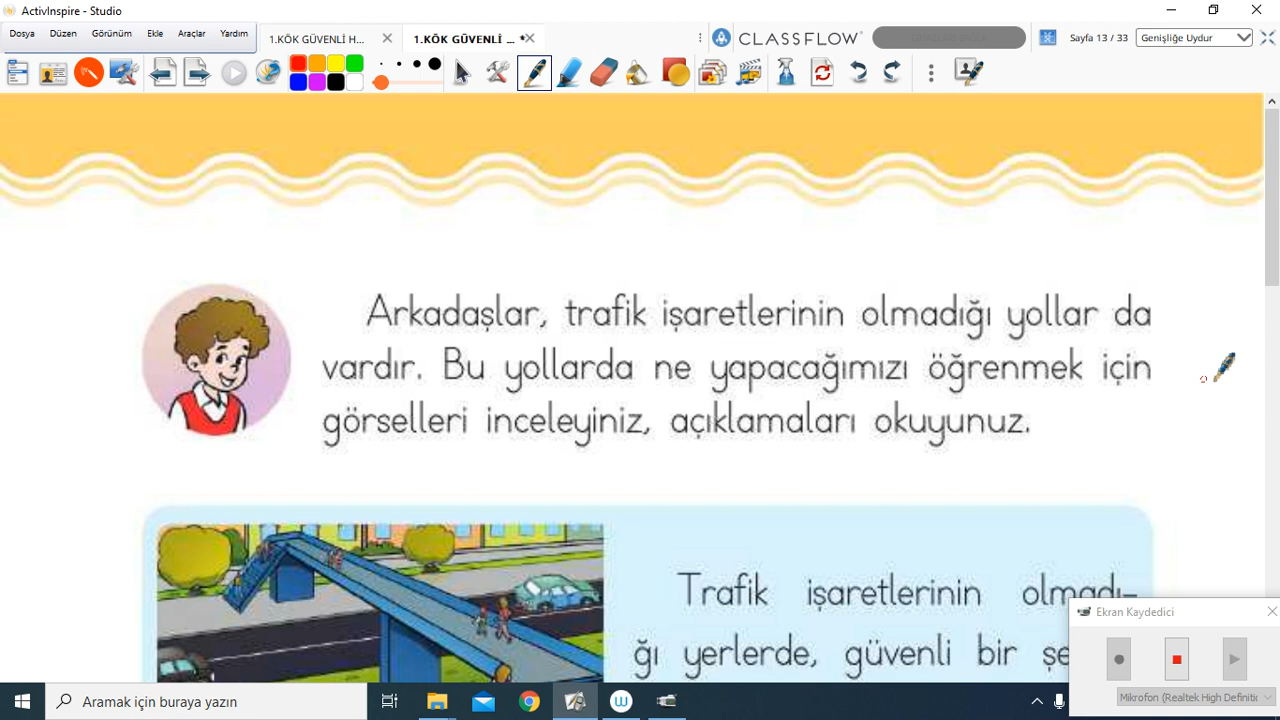 ActivInspire - Studio
Dosya Düzen Görünüm Ekle Araçlar Yardım
1.KÖK GÜVENLİ H...
1.KÖK GÜVENLİ ... *
CLASSFLOW
Sayfa 13 / 33
Genişliğe Uydur
Arkadaşlar, trafik işaretlerinin olmadığı yollar da
vardır. Bu yollarda ne yapacağımızı öğrenmek için
görselleri inceleyiniz, açıklamaları okuyunuz.
Trafik işaretlerinin olmadı-
ğı yerlerde, güvenli bir
Ekran Kaydedici
Mikrofon (Realtek High Definitic
Aramak için buraya yazın